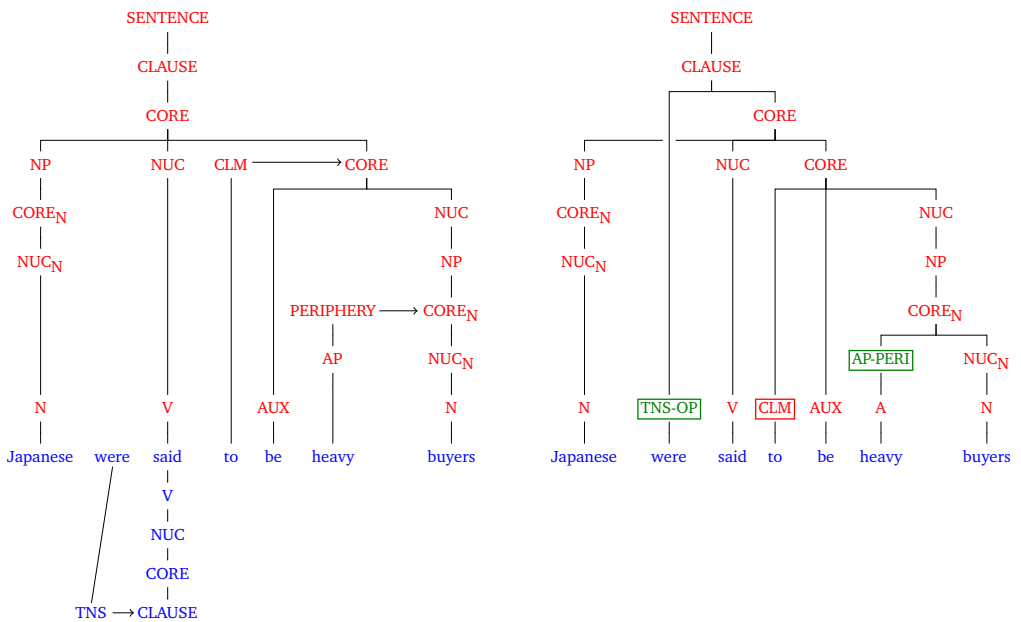 SENTENCE
CLAUSE
CORE
NP NUC CLM CORE
CORE_N NUC
NUC_N NP
PERIPHERY CORE_N
AP NUC_N
N V AUX N
Japanese were said to be heavy buyers
V
NUC
CORE
TNS CLAUSE
SENTENCE
CLAUSE
CORE
NP NUC CORE
CORE_N NUC
NUC_N NP
CORE_N
AP-PERI NUC_N
N TNS-OP V CLM AUX A N
Japanese were said to be heavy buyers